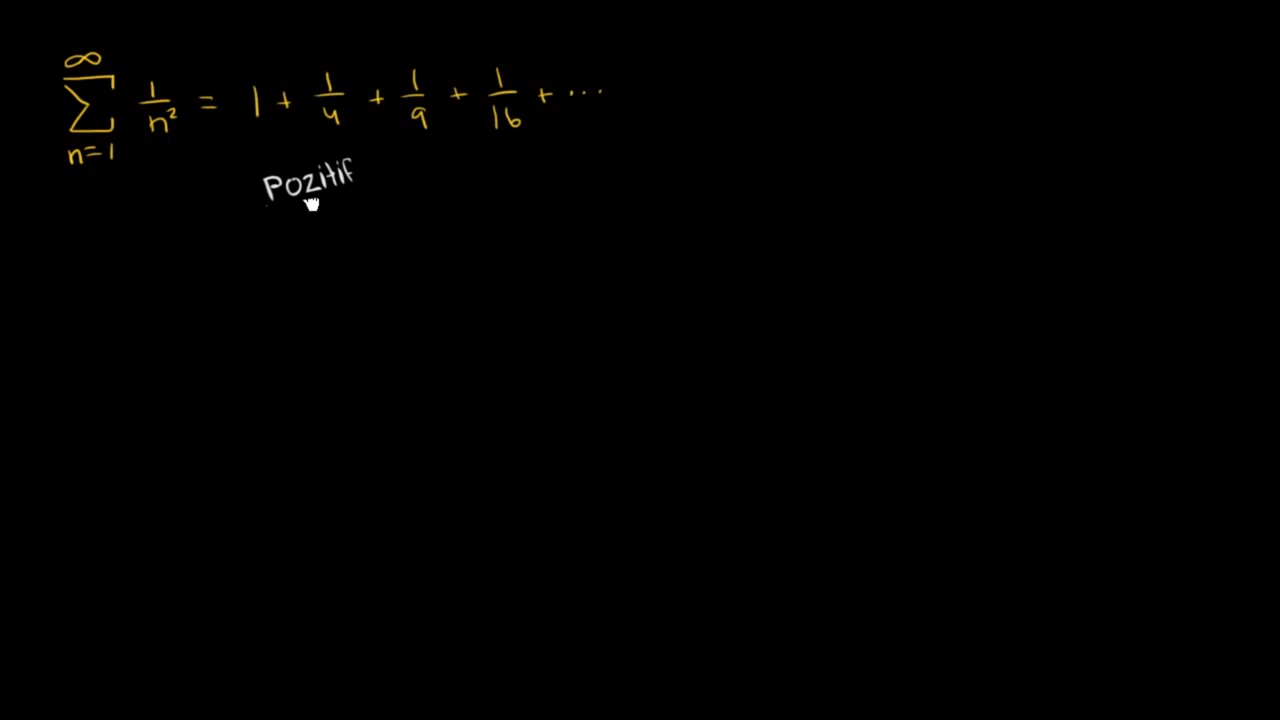 ∞
∑ 1/n² = 1 + 1/4 + 1/9 + 1/16 + ...
n=1
Pozitif